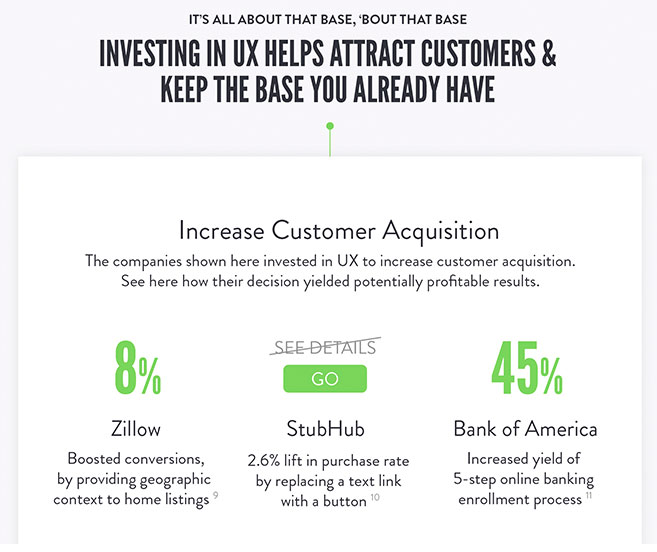 IT'S ALL ABOUT THAT BASE, ‘BOUT THAT BASE
INVESTING IN UX HELPS ATTRACT CUSTOMERS &
KEEP THE BASE YOU ALREADY HAVE
Increase Customer Acquisition
The companies shown here invested in UX to increase customer acquisition.
See here how their decision yielded potentially profitable results.
8%
Zillow
Boosted conversions,
by providing geographic
context to home listings 9
SEE DETAILS
GO
StubHub
2.6% lift in purchase rate
by replacing a text link
with a button 10
45%
Bank of America
Increased yield of
5-step online banking
enrollment process 11